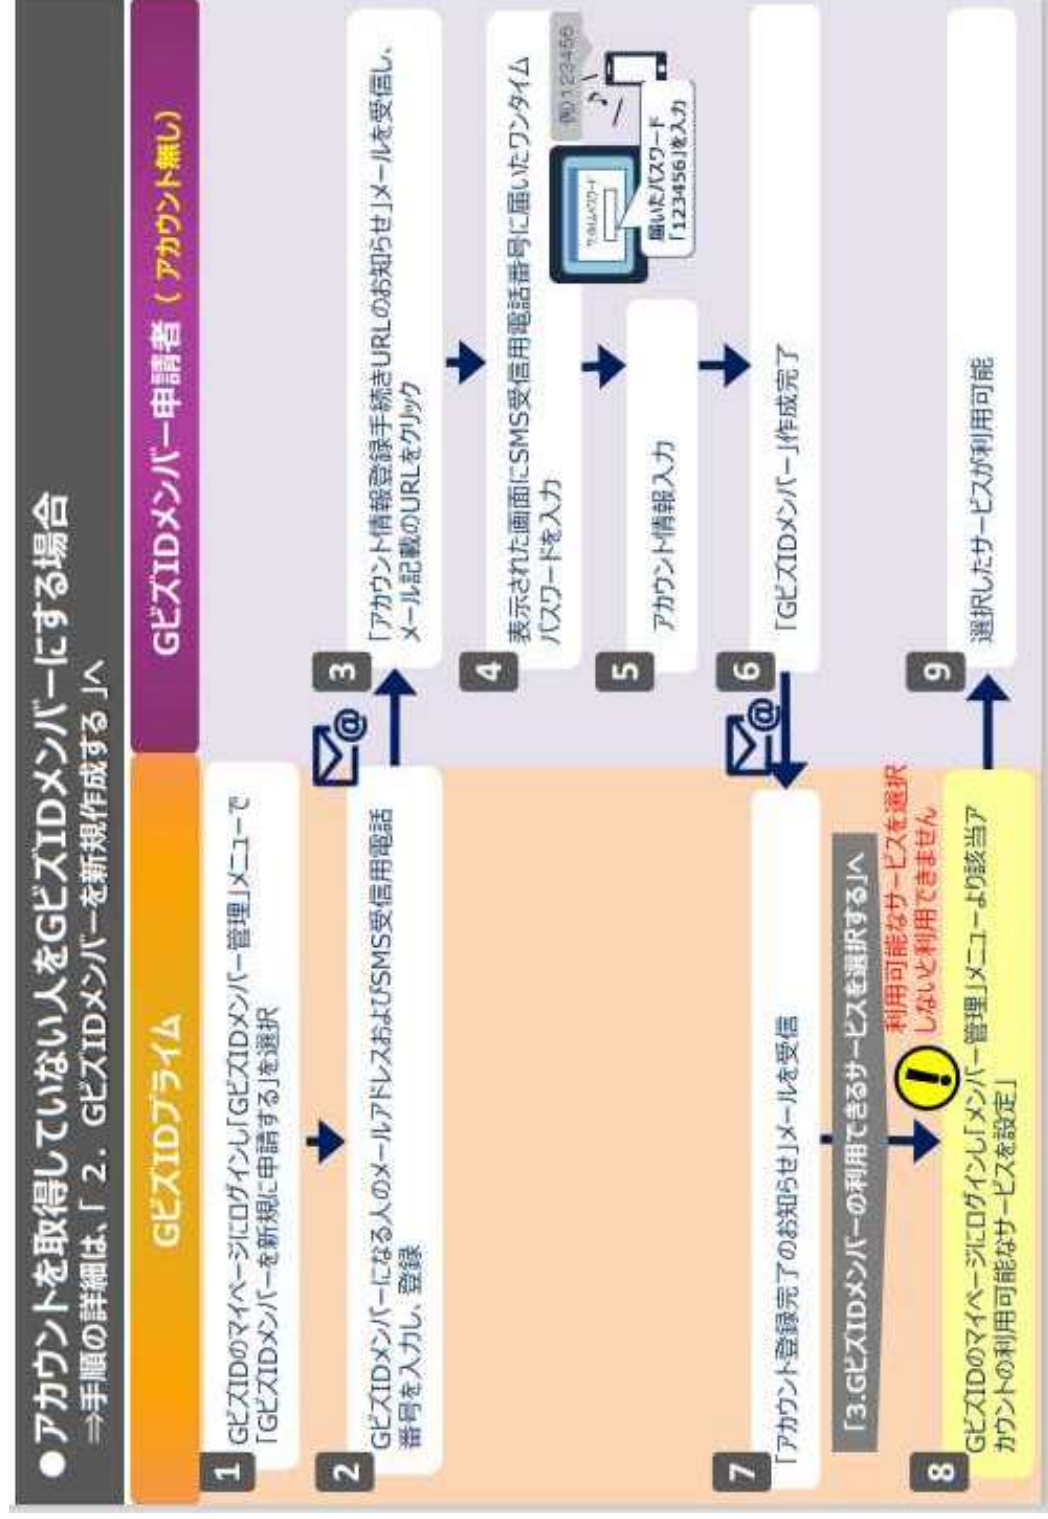 ●アカウントを取得していない人をGビズIDメンバーにする場合
⇒手順の詳細は、「２．GビズIDメンバーを新規作成する」へ
GビズIDプライム
GビズIDメンバー申請者（アカウント無し）
1
GビズIDのマイページにログインし「GビズIDメンバー管理」メニューで
「GビズIDメンバーを新規に申請する」を選択
2
GビズIDメンバーになる人のメールアドレスおよびSMS受信用電話
番号を入力し、登録
@
3
「アカウント情報登録手続きURLのお知らせ」メールを受信し、
メール記載のURLをクリック
4
表示された画面にSMS受信用電話番号に届いたワンタイム
パスワードを入力
例）123456
ワンタイムパスワード
届いたパスワード
「123456」を入力
5
アカウント情報入力
6
「GビズIDメンバー」作成完了
@
7
「アカウント登録完了のお知らせ」メールを受信
「3.GビズIDメンバーの利用できるサービスを選択する」へ
!
利用可能なサービスを選択
しないと利用できません
8
GビズIDのマイページにログインし「メンバー管理」メニューより該当ア
カウントの利用可能なサービスを設定」
9
選択したサービスが利用可能